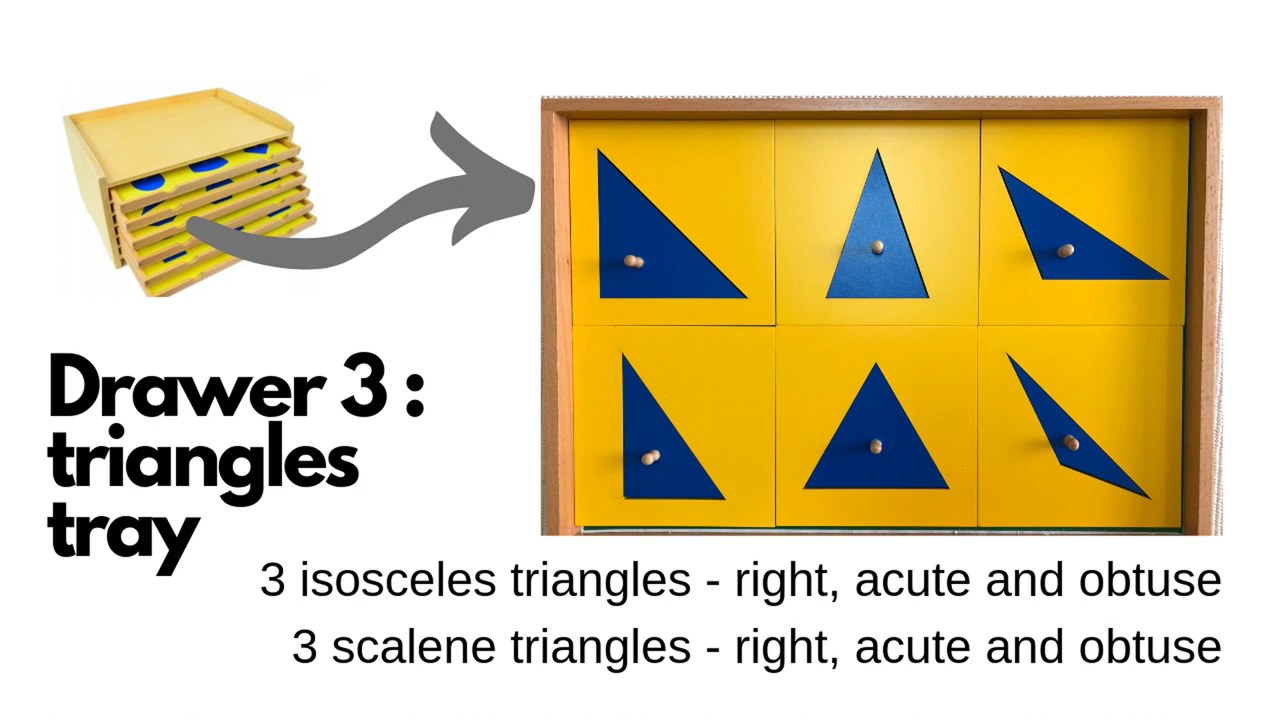 Drawer 3 :
triangles
tray
3 isosceles triangles - right, acute and obtuse
3 scalene triangles - right, acute and obtuse